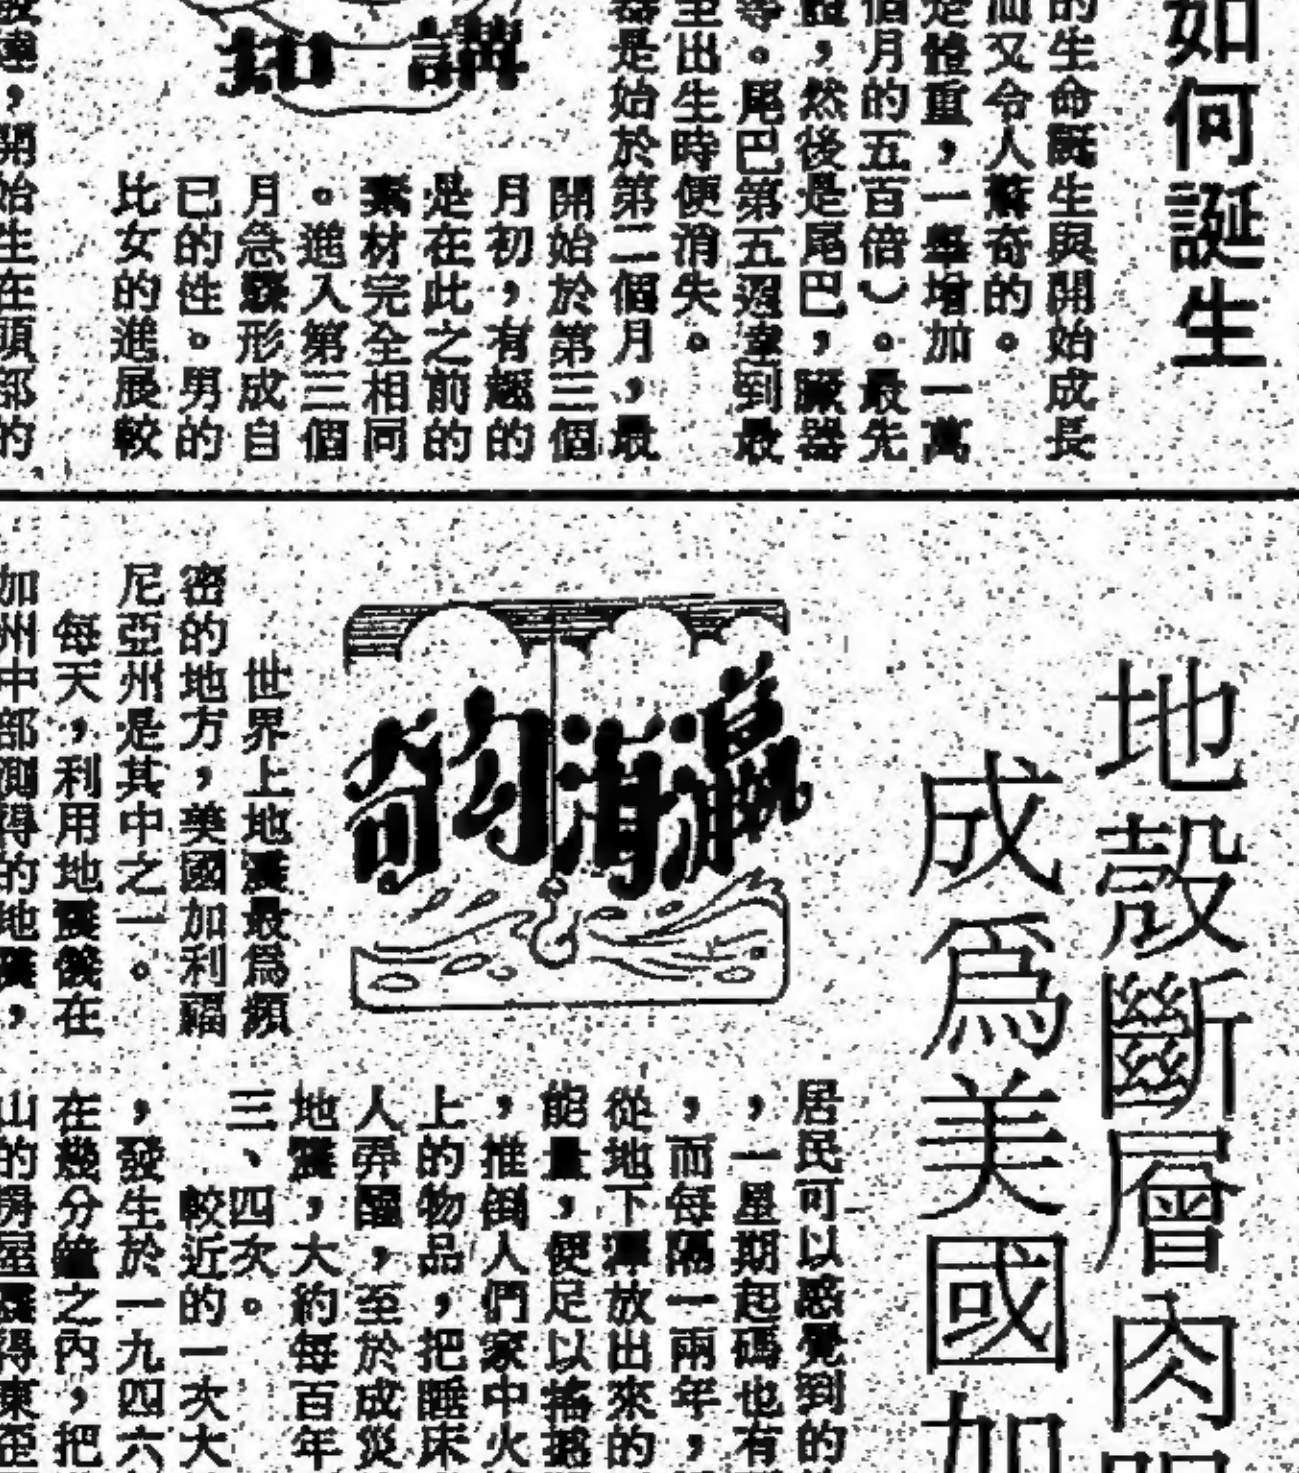 如何誕生
的生命既生與開始成長
而又令人驚奇的。
是體重，一舉增加一萬
個月的五百倍）。最先
，然後是尾巴，臟器
等。尾巴第五週達到最
至出生時便消失。
器是始於第二個月，最
開始於第三個
月初，有趣的
是在此之前的
素材完全相同
。進入第三個
月急驟形成自
已的性。男的
比女的進展較
達，開始生在頭部的
講
地殼斷層內
成為美國加
世界上地震最為頻
密的地方，美國加利福
尼亞州是其中之一。
每天，利用地震儀在
加州中部測得的地震，
居民可以感覺到的
，一星期起碼也有
，而每隔一兩年，
從地下釋放出來的
能量，便足以搖撼
，推倒人們家中火
上的物品，把睡床
人弄醒，至於成災
地震，大約每百年
三、四次。
較近的一次大
，發生於一九四六
在幾分鐘之內，把
山的房屋震得東歪